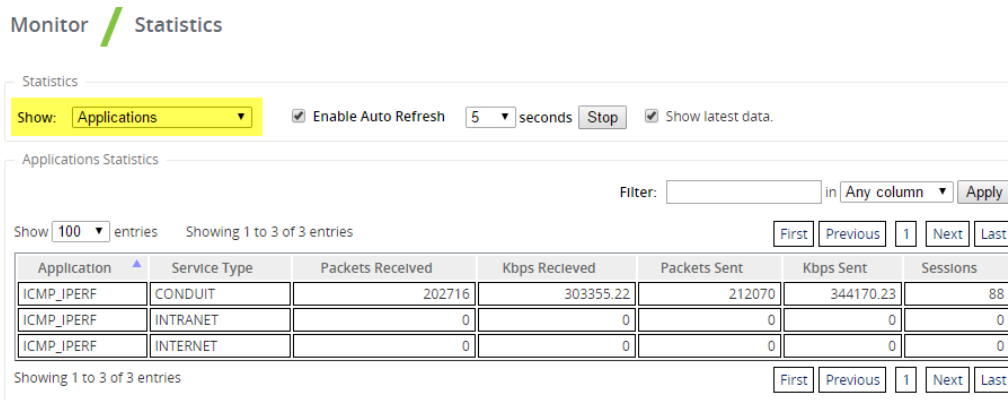 Monitor / Statistics
Statistics
Show: Applications Enable Auto Refresh 5 seconds Stop Show latest data.
Applications Statistics
Filter: in Any column Apply
Show 100 entries Showing 1 to 3 of 3 entries First Previous 1 Next Last
Application Service Type Packets Received Kbps Recieved Packets Sent Kbps Sent Sessions
ICMP_IPERF CONDUIT 202716 303355.22 212070 344170.23 88
ICMP_IPERF INTRANET 0 0 0 0 0
ICMP_IPERF INTERNET 0 0 0 0 0
Showing 1 to 3 of 3 entries First Previous 1 Next Last